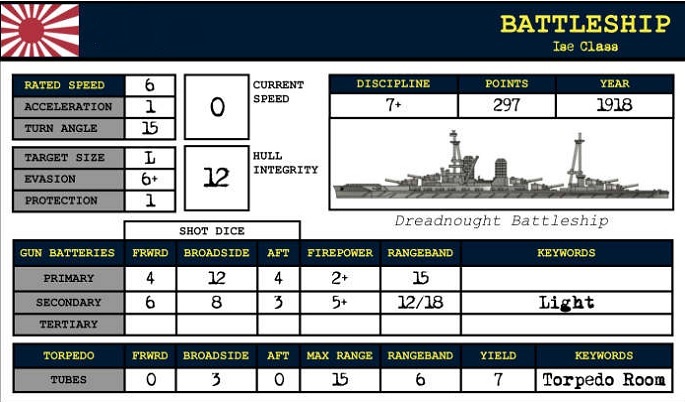 BATTLESHIP
Ise Class
RATED SPEED 6
ACCELERATION 1
TURN ANGLE 15
0 CURRENT SPEED
TARGET SIZE L
EVASION 6+
PROTECTION 1
12 HULL INTEGRITY
DISCIPLINE POINTS YEAR
7+ 297 1918
Dreadnought Battleship
SHOT DICE
GUN BATTERIES FRWRD BROADSIDE AFT FIREPOWER RANGEBAND KEYWORDS
PRIMARY 4 12 4 2+ 15
SECONDARY 6 8 3 5+ 12/18 Light
TERTIARY
TORPEDO FRWRD BROADSIDE AFT MAX RANGE RANGEBAND YIELD KEYWORDS
TUBES 0 3 0 15 6 7 Torpedo Room